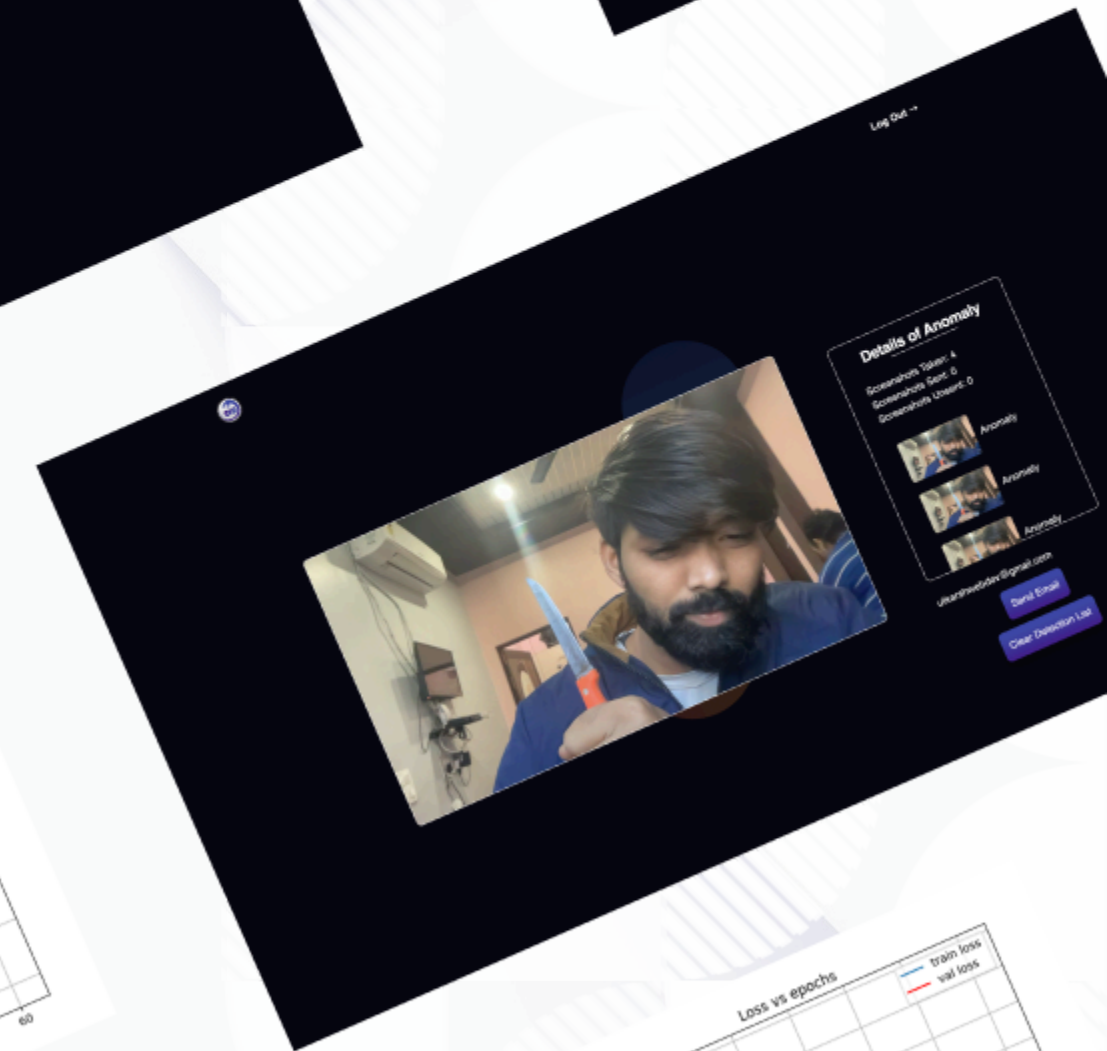 Log Out →
Details of Anomaly
Screenshots Taken: 4
Screenshots Sent: 0
Screenshots Unsent: 0
Anomaly
Anomaly
Anomaly
Send Email
Clear Detection List
60
Loss vs epochs
train loss
val loss